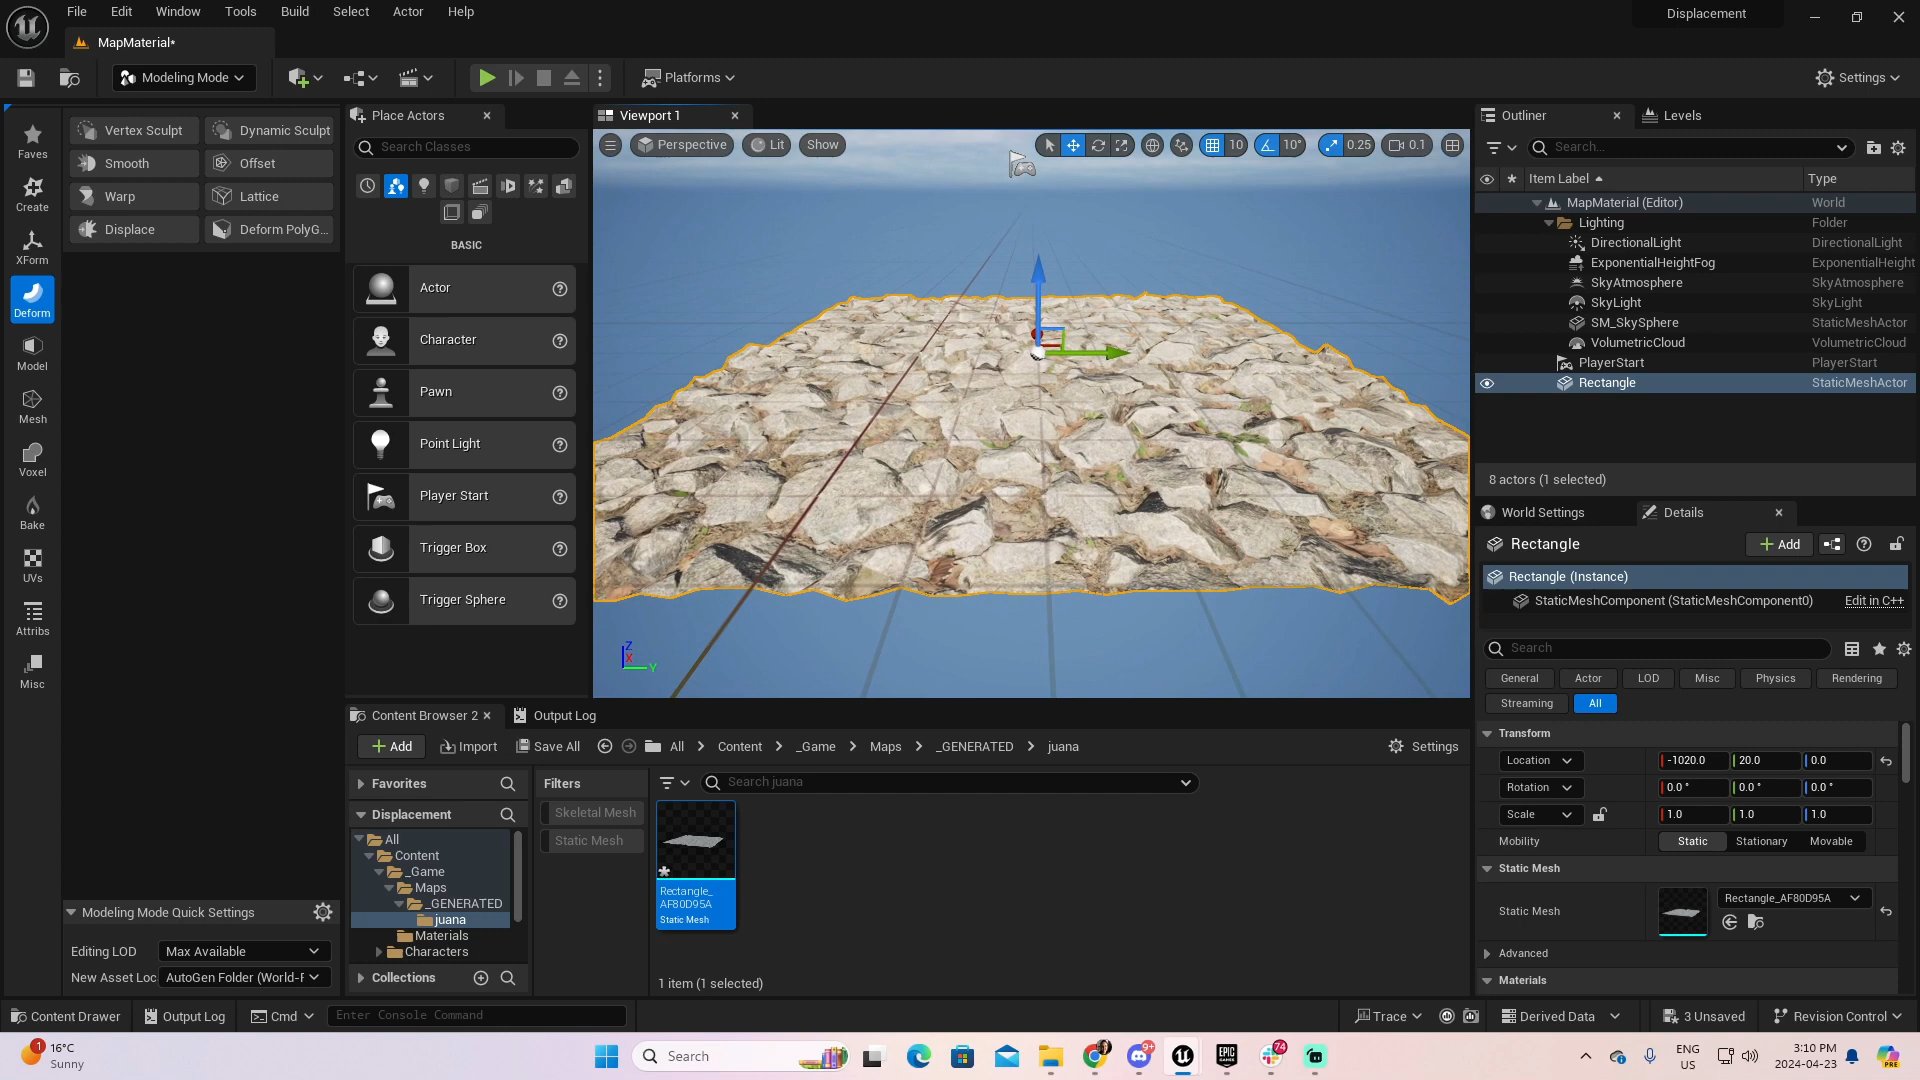 File Edit Window Tools Build Select Actor Help
Displacement
MapMaterial*
Modeling Mode
Platforms
Settings
Faves
Create
XForm
Deform
Model
Mesh
Voxel
Bake
UVs
Attribs
Misc
Vertex Sculpt Dynamic Sculpt
Smooth Offset
Warp Lattice
Displace Deform PolyG...
Modeling Mode Quick Settings
Editing LOD Max Available
New Asset Loc AutoGen Folder (World-F
Place Actors
Search Classes
BASIC
Actor
Character
Pawn
Point Light
Player Start
Trigger Box
Trigger Sphere
Viewport 1
Perspective Lit Show 10 10° 0.25 0.1
Z
X
Y
Content Browser 2 Output Log
Add Import Save All All Content _Game Maps _GENERATED juana Settings
Favorites
Displacement
All
Content
_Game
Maps
_GENERATED
juana
Materials
Characters
Collections
Filters
Skeletal Mesh
Static Mesh
Search juana
Rectangle_
AF80D95A
Static Mesh
1 item (1 selected)
Outliner Levels
Search...
Item Label Type
MapMaterial (Editor) World
Lighting Folder
DirectionalLight DirectionalLight
ExponentialHeightFog ExponentialHeight
SkyAtmosphere SkyAtmosphere
SkyLight SkyLight
SM_SkySphere StaticMeshActor
VolumetricCloud VolumetricCloud
PlayerStart PlayerStart
Rectangle StaticMeshActor
8 actors (1 selected)
World Settings Details
Rectangle Add
Rectangle (Instance)
StaticMeshComponent (StaticMeshComponent0) Edit in C++
Search
General Actor LOD Misc Physics Rendering
Streaming All
Transform
Location -1020.0 20.0 0.0
Rotation 0.0 ° 0.0 ° 0.0 °
Scale 1.0 1.0 1.0
Mobility Static Stationary Movable
Static Mesh
Static Mesh Rectangle_AF80D95A
Advanced
Materials
Content Drawer Output Log Cmd Enter Console Command Trace Derived Data 3 Unsaved Revision Control
1
16°C
Sunny
Search
9+
EPIC
GAMES
74
ENG
US
3:10 PM
2024-04-23
PRE